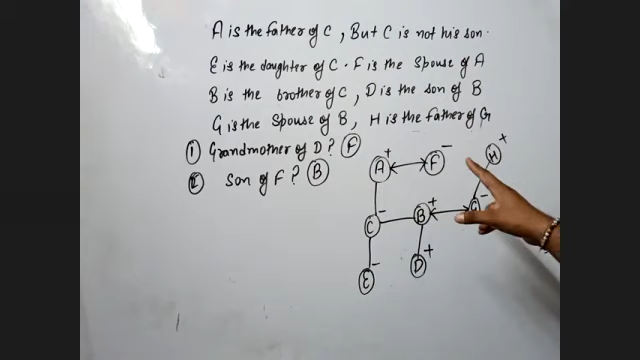 A is the father of C, But C is not his son.
E is the daughter of C. F is the Spouse of A
B is the brother of C, D is the son of B
G is the Spouse of B, H is the father of G
① Grandmother of D? F
② Son of F? B
A + F - H +
C - B + G -
E - D +